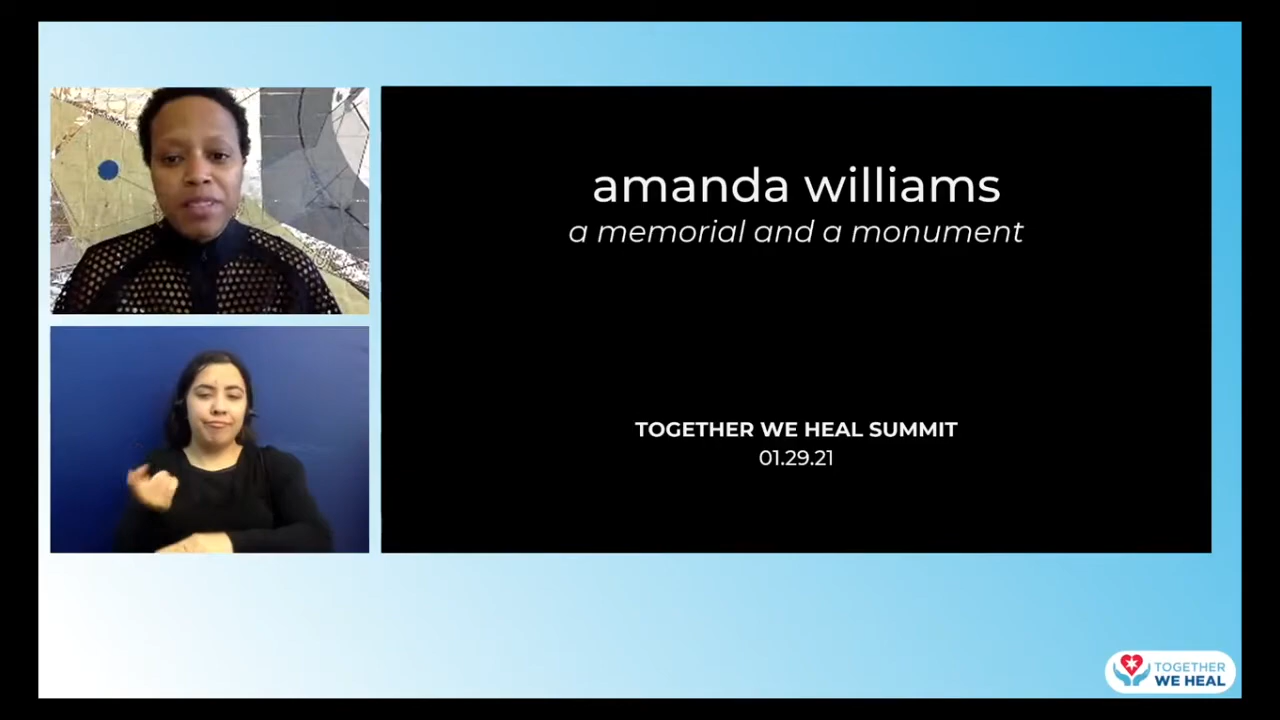 amanda williams
a memorial and a monument
TOGETHER WE HEAL SUMMIT
01.29.21
TOGETHER
WE HEAL